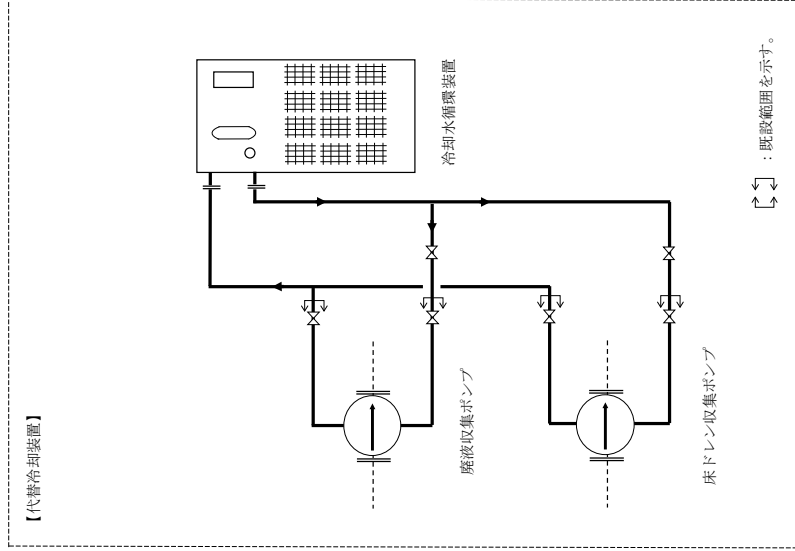 【代替冷却装置】
冷却水循環装置
廃液収集ポンプ
床ドレン収集ポンプ
：既設範囲を示す。